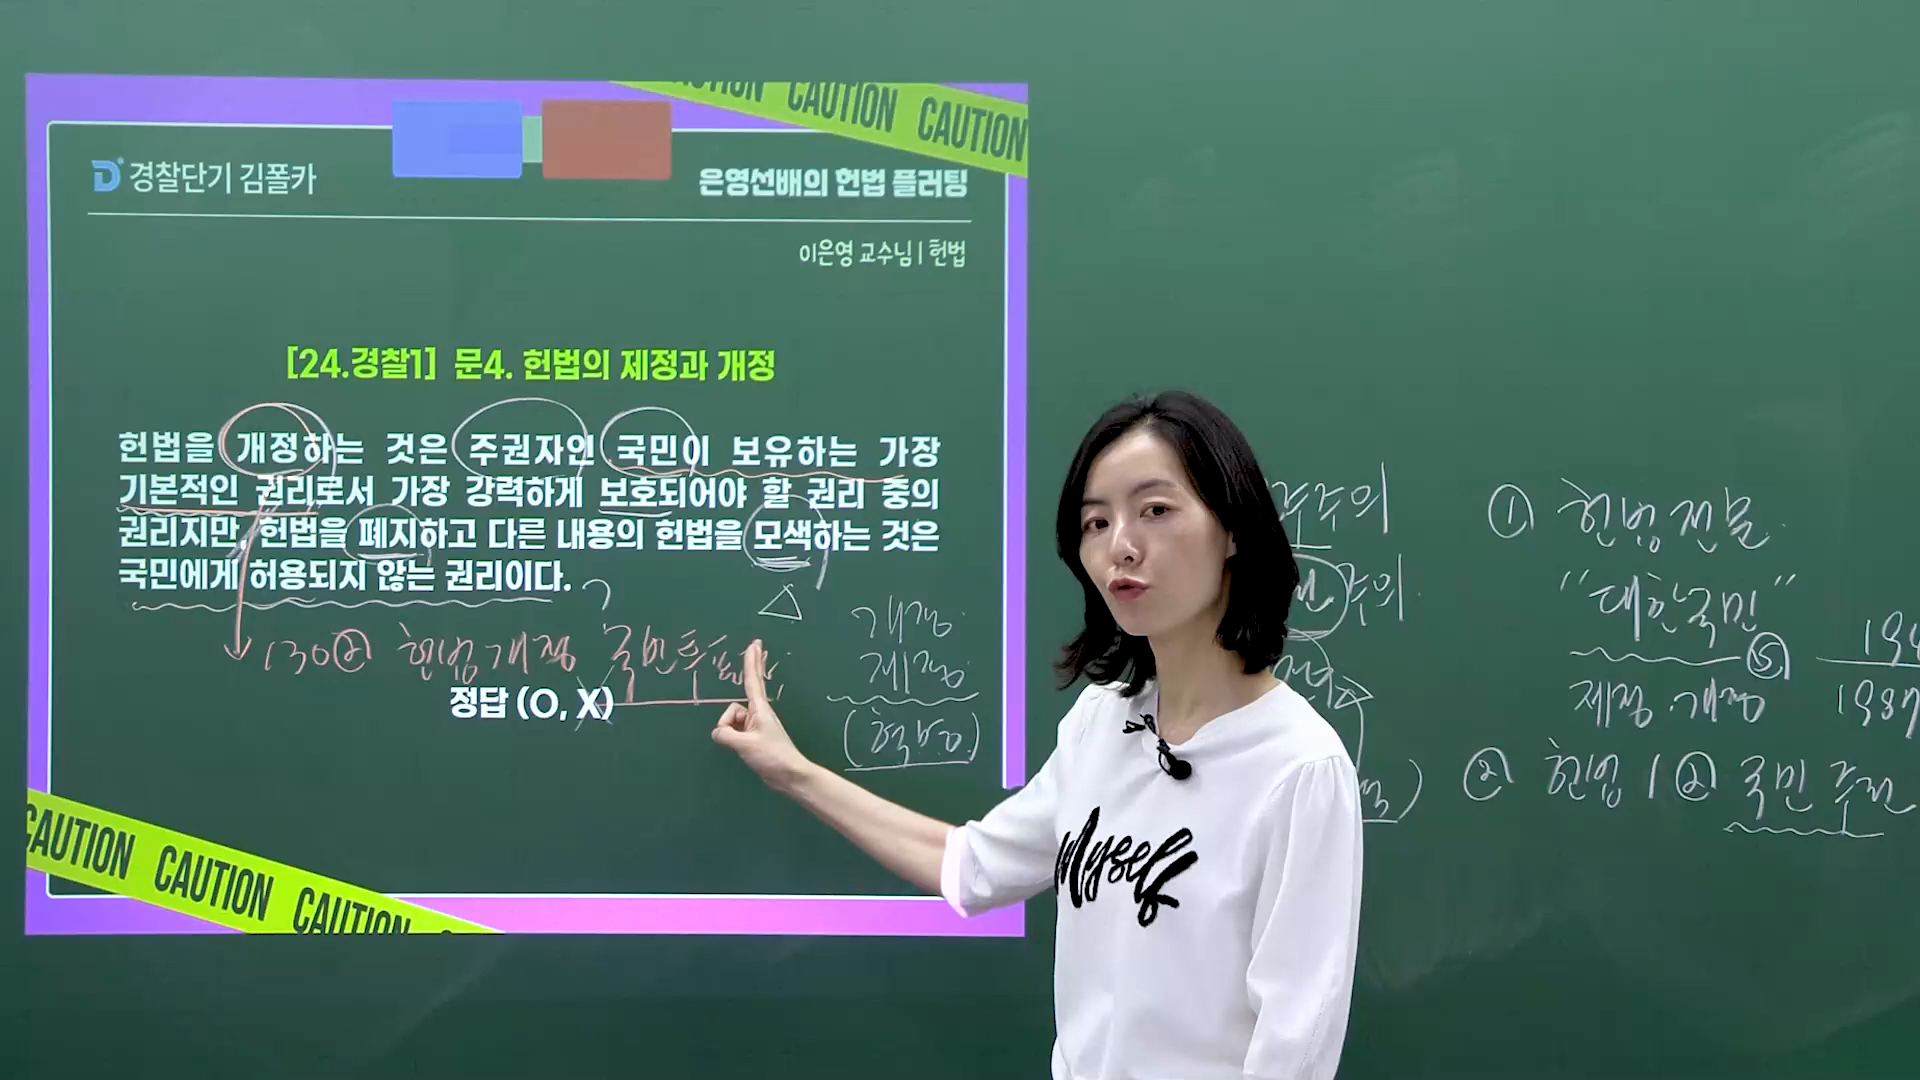 CAUTION CAUTION CAUTION
경찰단기 김폴카
은영선배의 헌법 플러팅
이은영 교수님 | 헌법
[24.경찰1] 문4. 헌법의 제정과 개정
헌법을 개정하는 것은 주권자인 국민이 보유하는 가장
기본적인 권리로서 가장 강력하게 보호되어야 할 권리 중의
권리지만, 헌법을 폐지하고 다른 내용의 헌법을 모색하는 것은
국민에게 허용되지 않는 권리이다.
130② 헌법개정 국민투표
정답 (O, X)
개정
제정
CAUTION CAUTION CAUTION
Myself
주의
주의
① 헌법전문
"대한국민"
제정·개정
⑤
194
1987
② 헌법 1② 국민주권